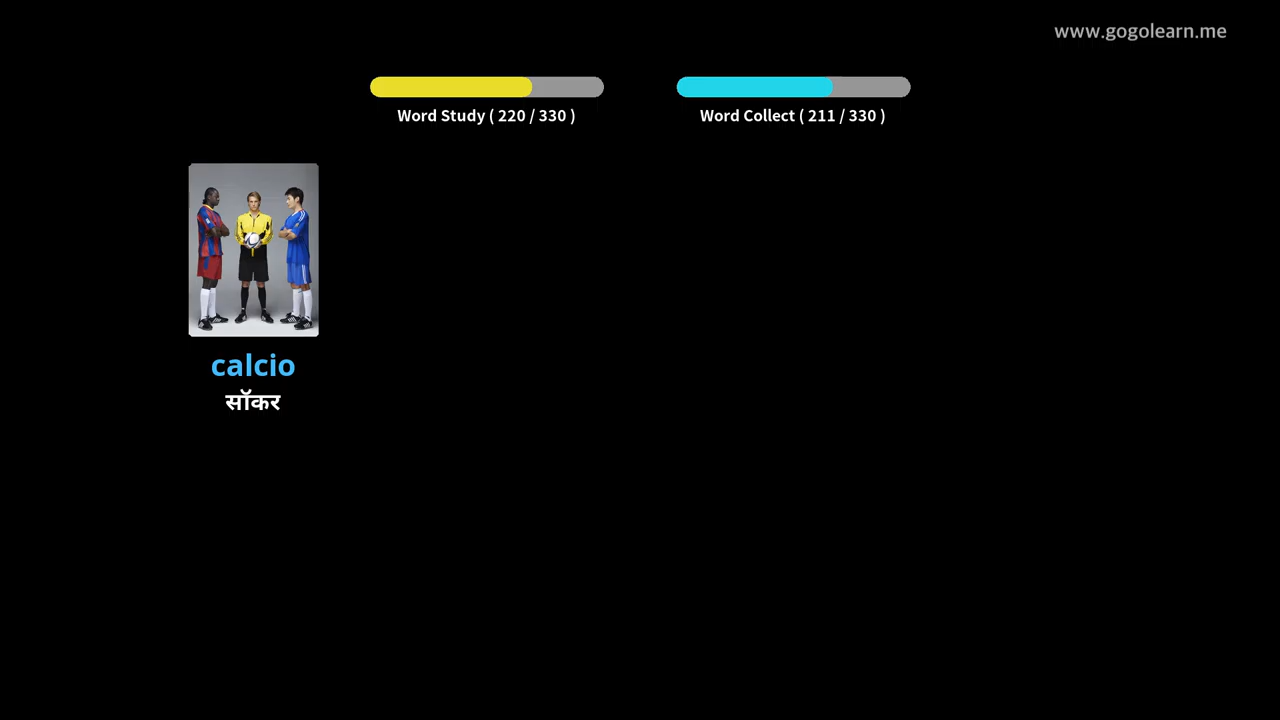 www.gogolearn.me
Word Study ( 220 / 330 )
Word Collect ( 211 / 330 )
calcio
सॉकर